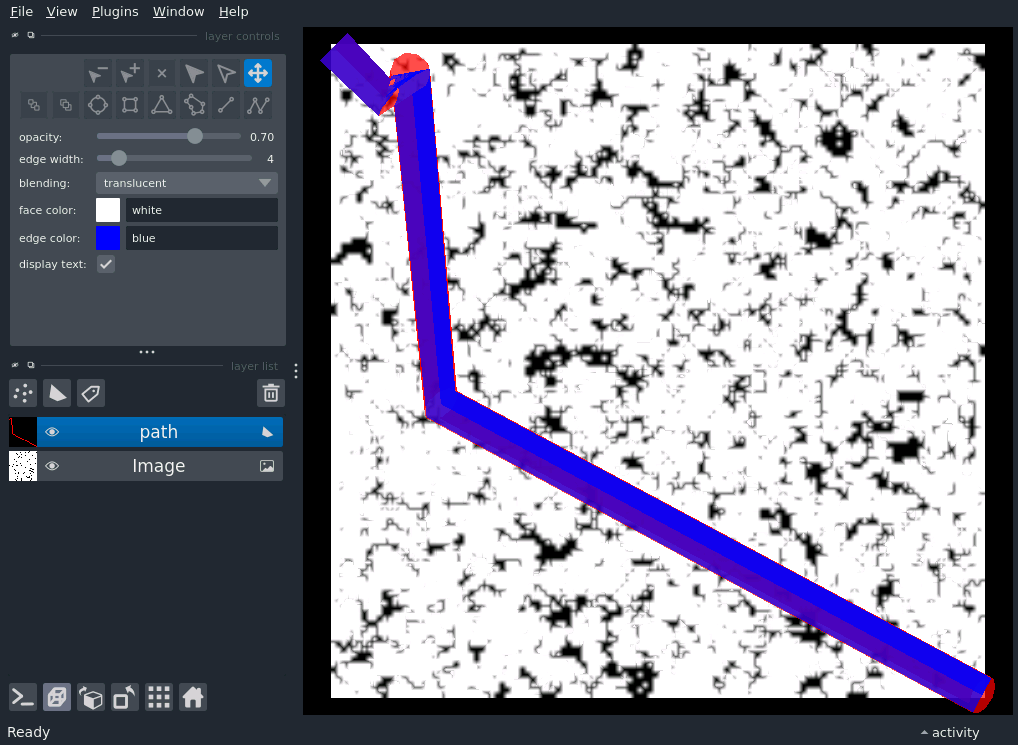 File View Plugins Window Help
layer controls
opacity: 0.70
edge width: 4
blending: translucent
face color: white
edge color: blue
display text:
layer list
path
Image
Ready activity